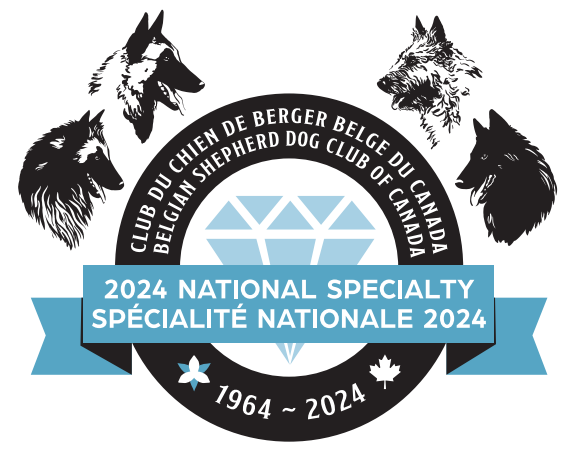 CLUB DU CHIEN DE BERGER BELGE DU CANADA
BELGIAN SHEPHERD DOG CLUB OF CANADA
2024 NATIONAL SPECIALTY
SPÉCIALITÉ NATIONALE 2024
1964 ~ 2024